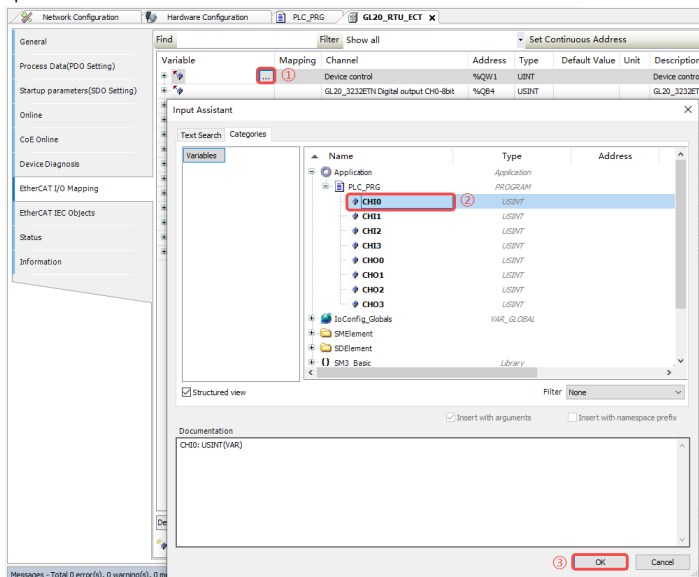 Network Configuration Hardware Configuration PLC_PRG GL20_RTU_ECT x
General
Process Data(PDO Setting)
Startup parameters(SDO Setting)
Online
CoE Online
Device Diagnosis
EtherCAT I/O Mapping
EtherCAT IEC Objects
Status
Information
Find Filter Show all Set Continuous Address
Variable Mapping Channel Address Type Default Value Unit Description
... ① Device control %QW1 UINT Device contro
GL20_3232ETN Digital output CH0-8bit %QB4 USINT GL20_3232ET
Input Assistant
Text Search Categories
Variables
Name Type Address
Application Application
PLC_PRG PROGRAM
CHI0 ② USINT
CHI1 USINT
CHI2 USINT
CHI3 USINT
CHO0 USINT
CHO1 USINT
CHO2 USINT
CHO3 USINT
IoConfig_Globals VAR_GLOBAL
SMElement
SDElement
{} SM3_Basic Library
Structured view Filter None
Insert with arguments Insert with namespace prefix
Documentation
CHI0: USINT(VAR)
De
③ OK Cancel
Messages - Total 0 error(s), 0 warning(s), 0 m